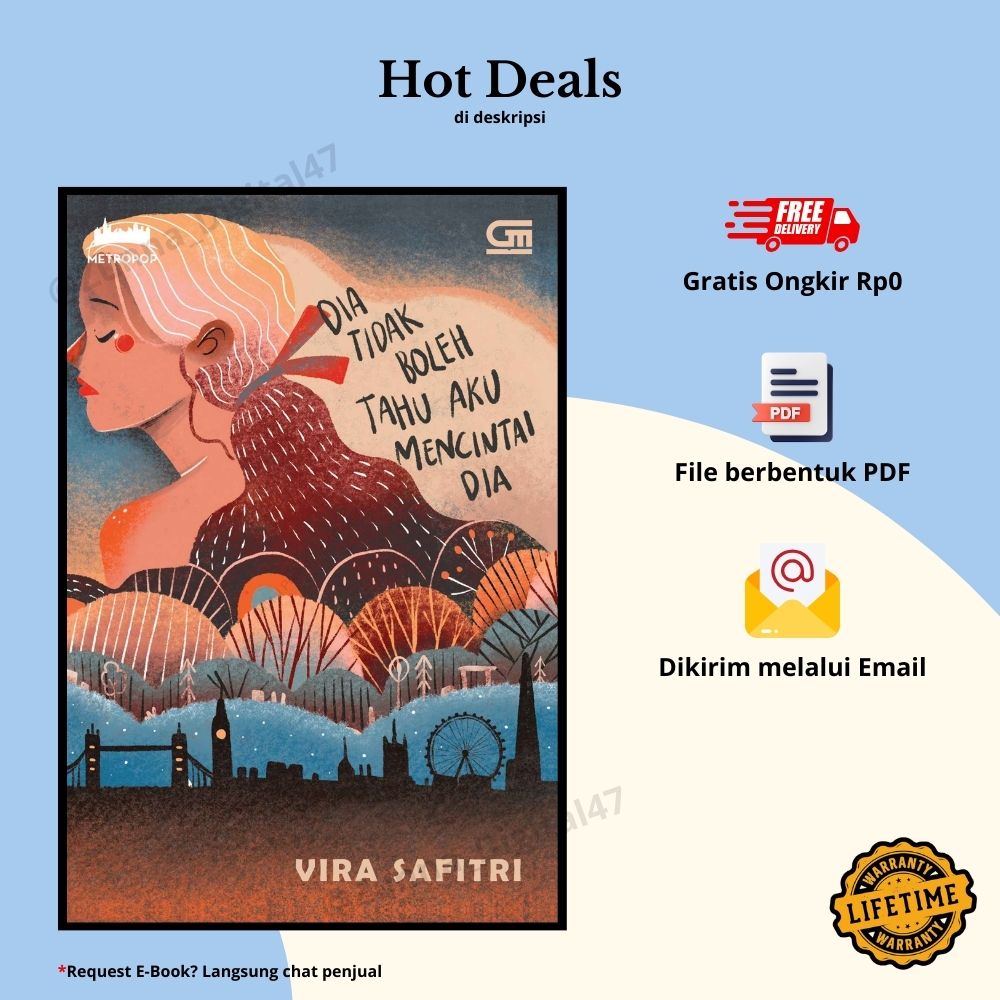 Hot Deals
di deskripsi
METROPOP
GM
DIA
TIDAK
BOLEH
TAHU AKU
MENCINTAI
DIA
VIRA SAFITRI
FREE
DELIVERY
Gratis Ongkir Rp0
PDF
File berbentuk PDF
@
Dikirim melalui Email
WARRANTY
LIFETIME
WARRANTY
*Request E-Book? Langsung chat penjual